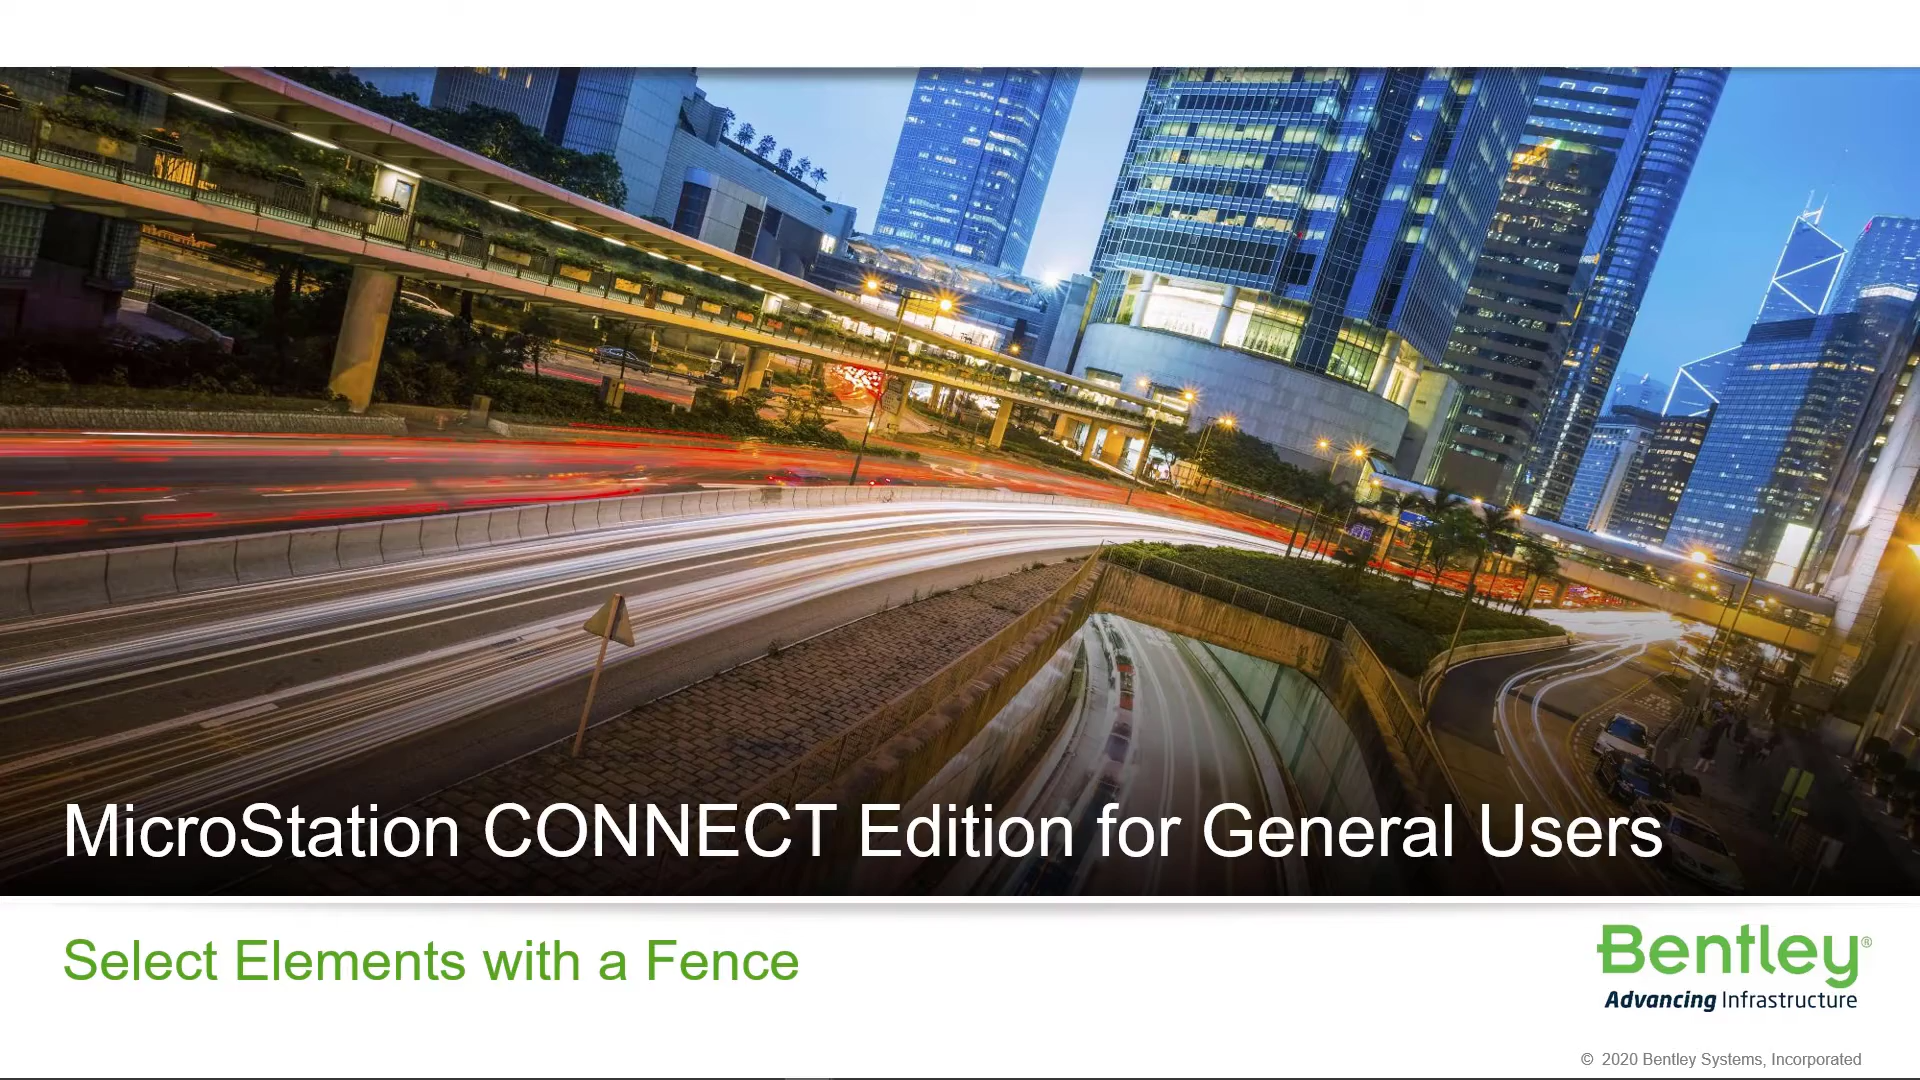 MicroStation CONNECT Edition for General Users
Select Elements with a Fence
Bentley®
Advancing Infrastructure
© 2020 Bentley Systems, Incorporated